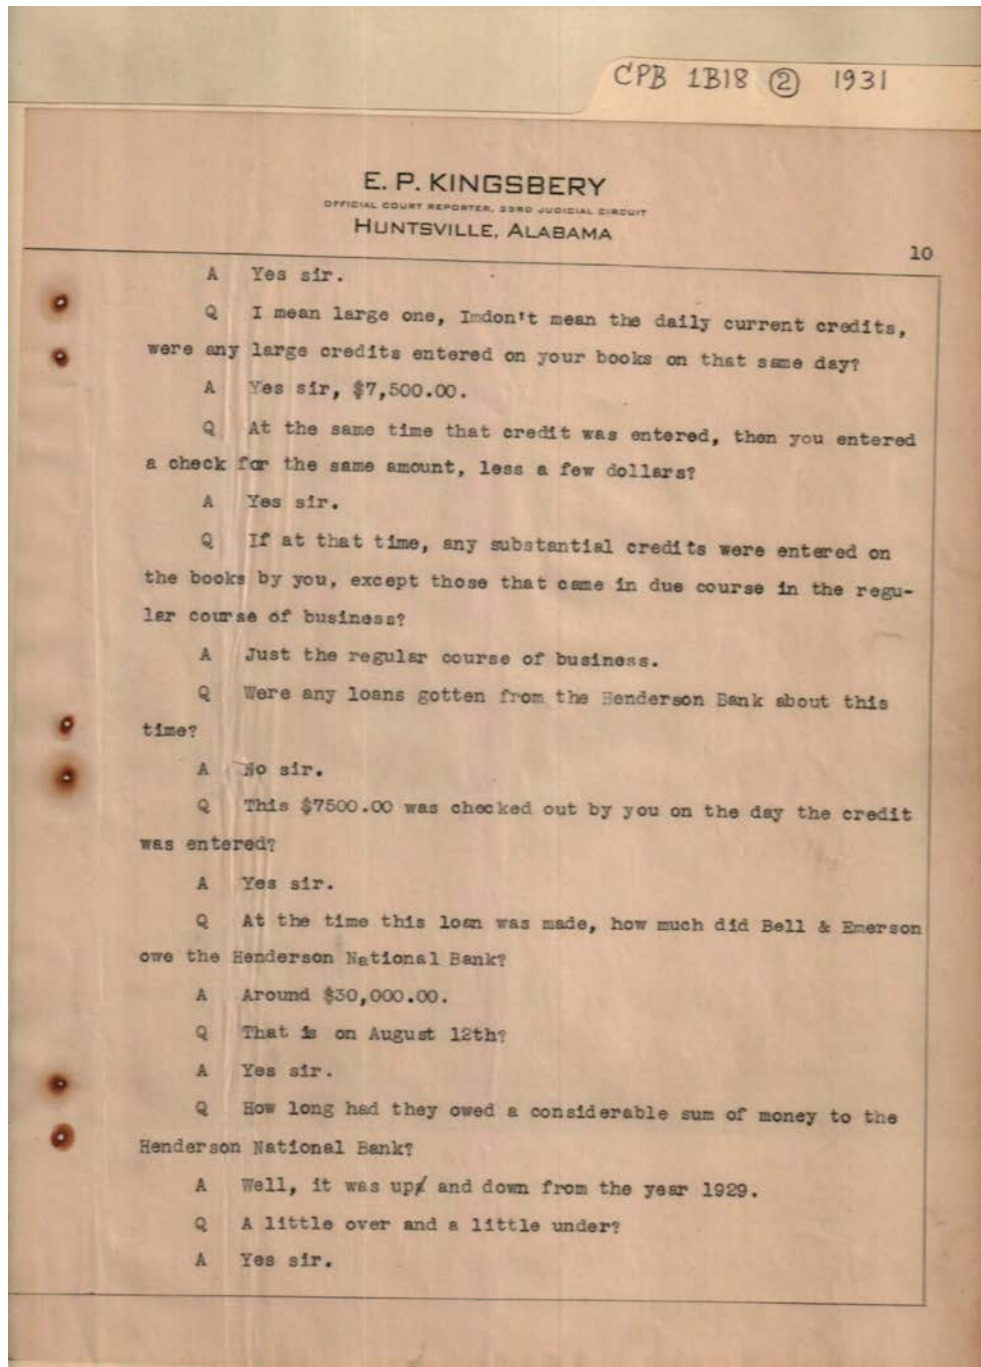 CPB 1B18 ② 1931
E. P. KINGSBERY
OFFICIAL COURT REPORTER, 23RD JUDICIAL CIRCUIT
HUNTSVILLE, ALABAMA
10
A Yes sir.
Q I mean large one, Imdon't mean the daily current credits,
were any large credits entered on your books on that same day?
A Yes sir, $7,500.00.
Q At the same time that credit was entered, then you entered
a check for the same amount, less a few dollars?
A Yes sir.
Q If at that time, any substantial credits were entered on
the books by you, except those that came in due course in the regu-
lar course of business?
A Just the regular course of business.
Q Were any loans gotten from the Henderson Bank about this
time?
A No sir.
Q This $7500.00 was checked out by you on the day the credit
was entered?
A Yes sir.
Q At the time this loan was made, how much did Bell & Emerson
owe the Henderson National Bank?
A Around $30,000.00.
Q That is on August 12th?
A Yes sir.
Q How long had they owed a considerable sum of money to the
Henderson National Bank?
A Well, it was up/ and down from the year 1929.
Q A little over and a little under?
A Yes sir.